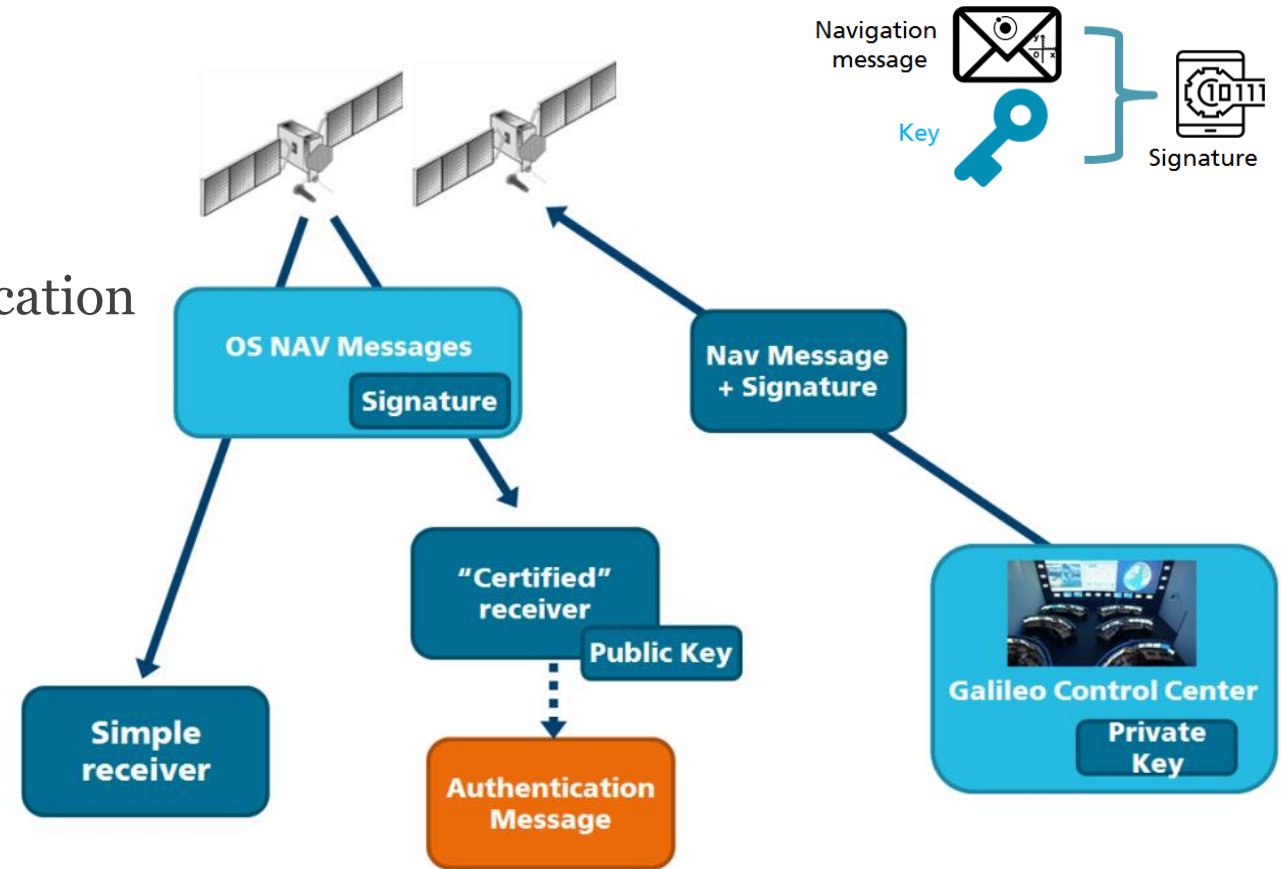 Navigation
message
Key
Signature
cation
OS NAV Messages
Signature
Nav Message
+ Signature
"Certified"
receiver
Public Key
Galileo Control Center
Private
Key
Simple
receiver
Authentication
Message